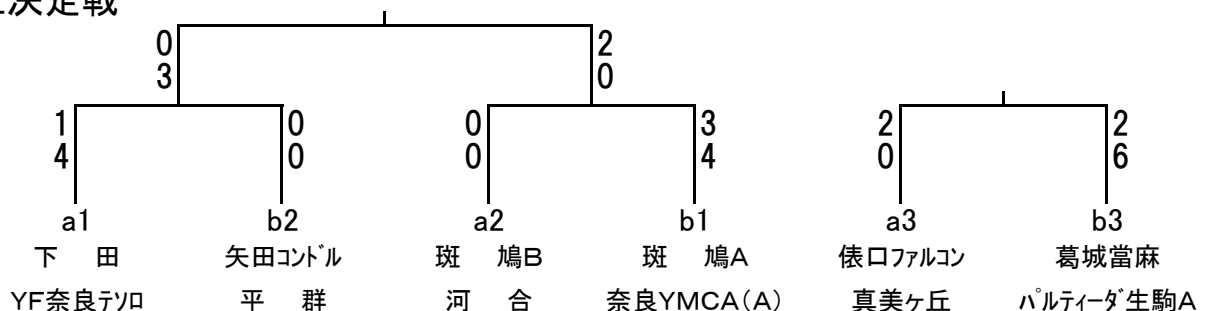 決定戦
0 2
3 0
1 0 0 3 2 2
4 0 0 4 0 6
a1 b2 a2 b1 a3 b3
下 田 矢田コンドル 斑 鳩B 斑 鳩A 俵口ファルコン 葛城當麻
YF奈良テソロ 平 群 河 合 奈良YMCA(A) 真美ヶ丘 パルティーダ生駒A